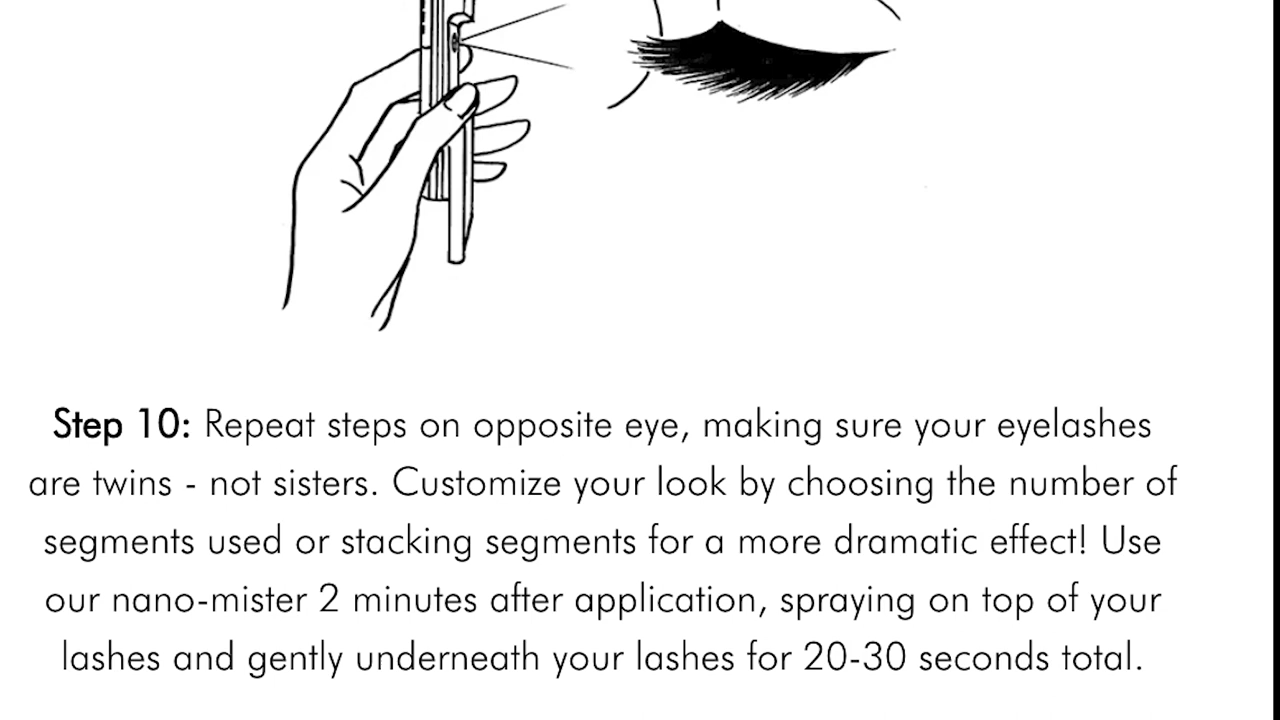 Step 10: Repeat steps on opposite eye, making sure your eyelashes
are twins - not sisters. Customize your look by choosing the number of
segments used or stacking segments for a more dramatic effect! Use
our nano-mister 2 minutes after application, spraying on top of your
lashes and gently underneath your lashes for 20-30 seconds total.